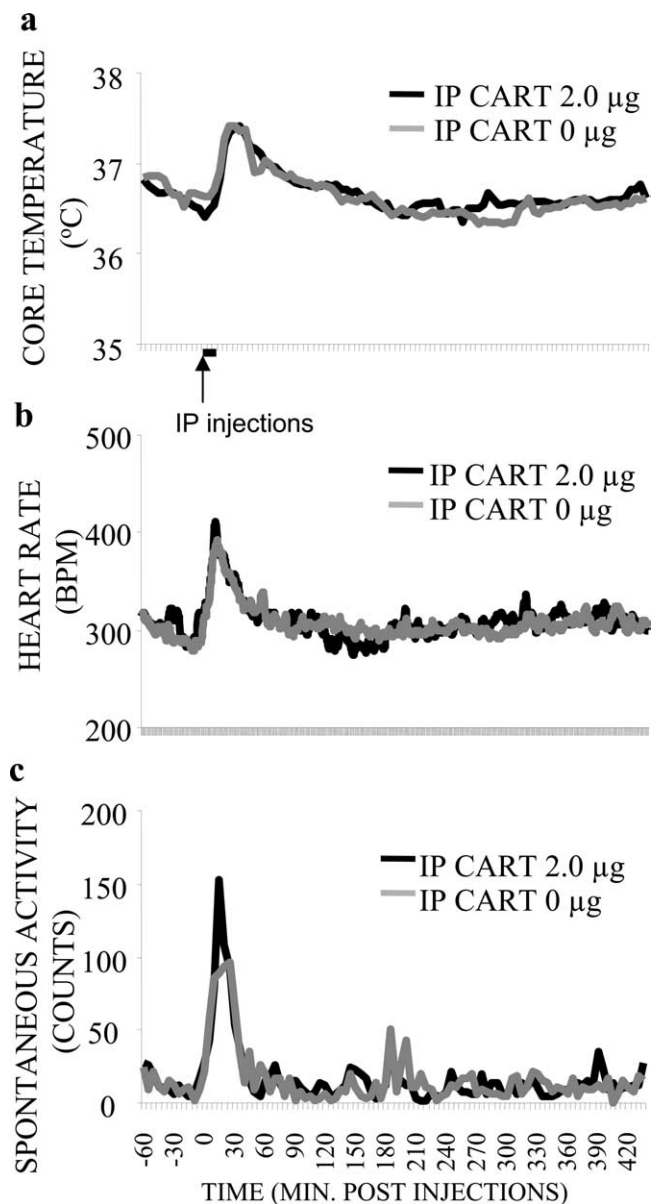 a
CORE TEMPERATURE
(°C)
38
37
36
35
IP CART 2.0 µg
IP CART 0 µg
IP injections
b
HEART RATE
(BPM)
500
400
300
200
IP CART 2.0 µg
IP CART 0 µg
c
SPONTANEOUS ACTIVITY
(COUNTS)
200
150
100
50
0
IP CART 2.0 µg
IP CART 0 µg
-60 -30 0 30 60 90 120 150 180 210 240 270 300 330 360 390 420
TIME (MIN. POST INJECTIONS)